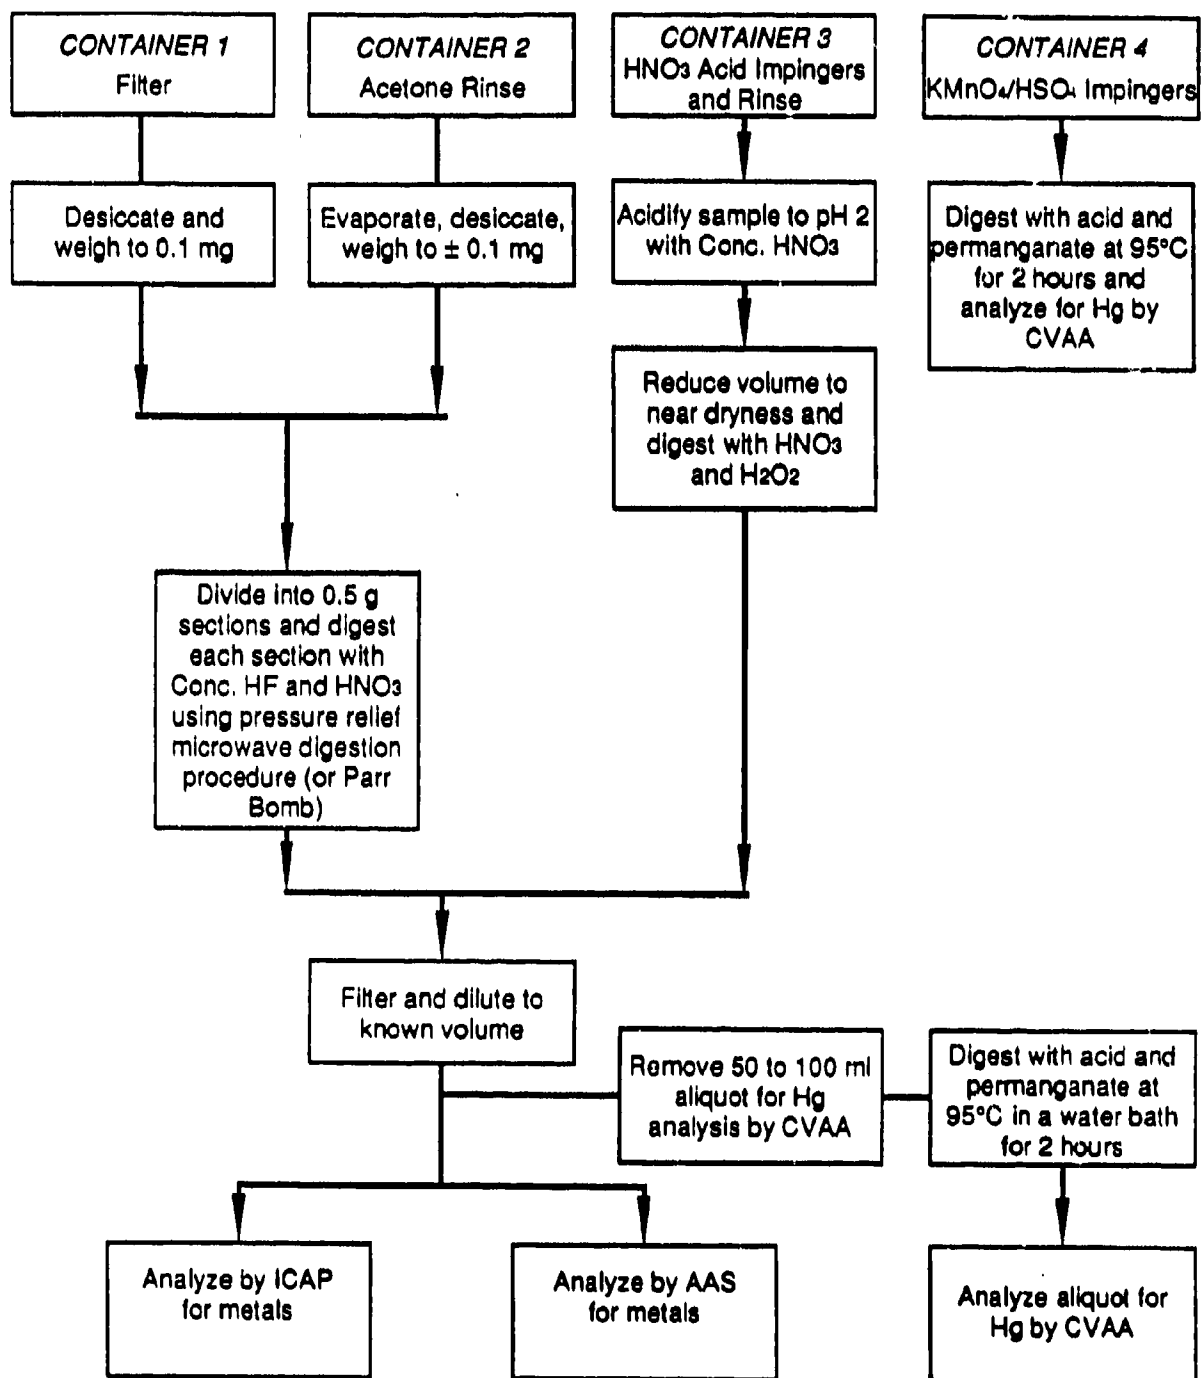 CONTAINER 1
Filter
CONTAINER 2
Acetone Rinse
CONTAINER 3
HNO3 Acid Impingers
and Rinse
CONTAINER 4
KMnO4/HSO4 Impingers
Desiccate and
weigh to 0.1 mg
Evaporate, desiccate,
weigh to ± 0.1 mg
Acidify sample to pH 2
with Conc. HNO3
Digest with acid and
permanganate at 95°C
for 2 hours and
analyze for Hg by
CVAA
Reduce volume to
near dryness and
digest with HNO3
and H2O2
Divide into 0.5 g
sections and digest
each section with
Conc. HF and HNO3
using pressure relief
microwave digestion
procedure (or Parr
Bomb)
Filter and dilute to
known volume
Remove 50 to 100 ml
aliquot for Hg
analysis by CVAA
Digest with acid and
permanganate at
95°C in a water bath
for 2 hours
Analyze by ICAP
for metals
Analyze by AAS
for metals
Analyze aliquot for
Hg by CVAA